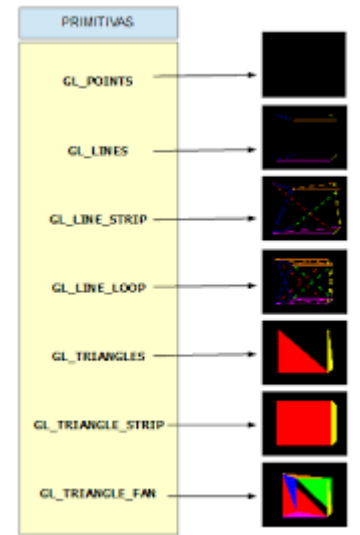 PRIMITIVAS
GL_POINTS
GL_LINES
GL_LINE_STRIP
GL_LINE_LOOP
GL_TRIANGLES
GL_TRIANGLE_STRIP
GL_TRIANGLE_FAN